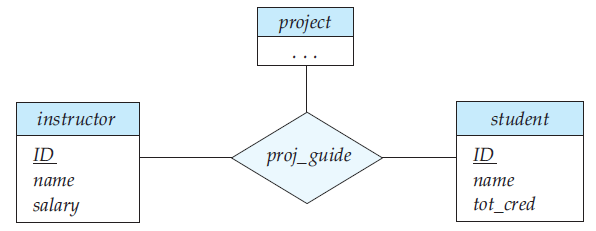 project
. . .
instructor
ID
name
salary
proj_guide
student
ID
name
tot_cred